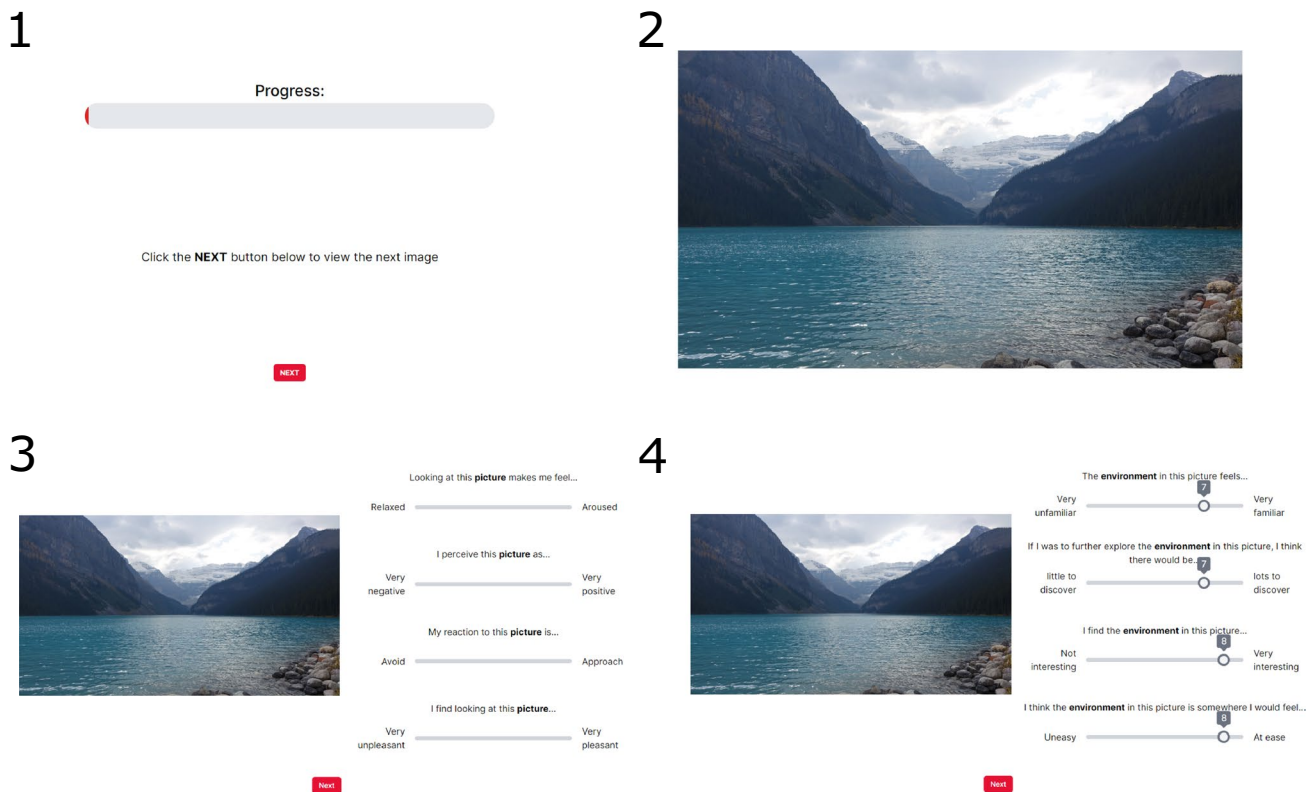 1
Progress:
Click the NEXT button below to view the next image
NEXT
2
3
Looking at this picture makes me feel...
Relaxed
Aroused
I perceive this picture as...
Very
negative
Very
positive
My reaction to this picture is...
Avoid
Approach
I find looking at this picture...
Very
unpleasant
Very
pleasant
Next
4
The environment in this picture feels...
7
Very
unfamiliar
Very
familiar
If I was to further explore the environment in this picture, I think
there would be...
7
little to
discover
lots to
discover
I find the environment in this picture...
8
Not
interesting
Very
interesting
I think the environment in this picture is somewhere I would feel...
8
Uneasy
At ease
Next